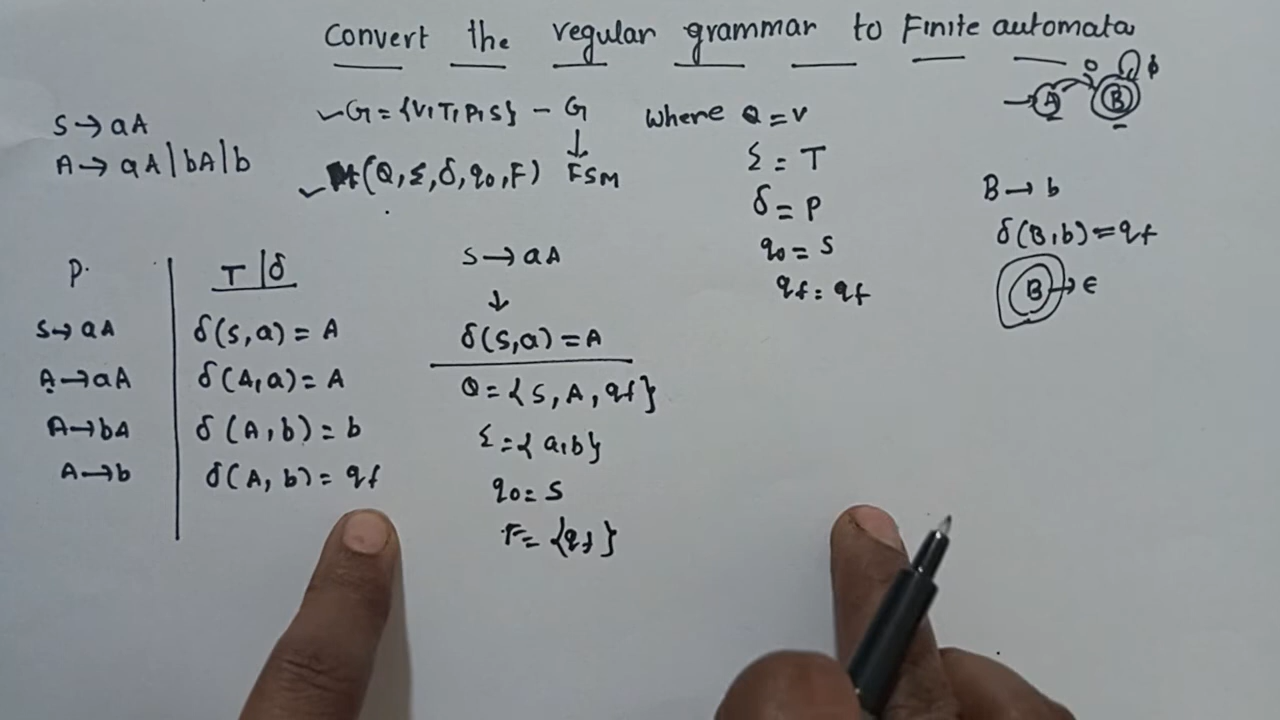 Convert the regular grammar to Finite automata
S → aA
A → aA | bA | b
G = {V, T, P, S} - G
↓
M(Q, Σ, δ, q0, F) FSM
where Q = V
Σ = T
δ = P
q0 = S
qf = qf
A B
B → b
δ(B, b) = qf
B → ε
P. T | δ
S → aA δ(S, a) = A
A → aA δ(A, a) = A
A → bA δ(A, b) = b
A → b δ(A, b) = qf
S → aA
↓
δ(S, a) = A
Q = {S, A, qf}
Σ = {a, b}
q0 = S
F = {qf}